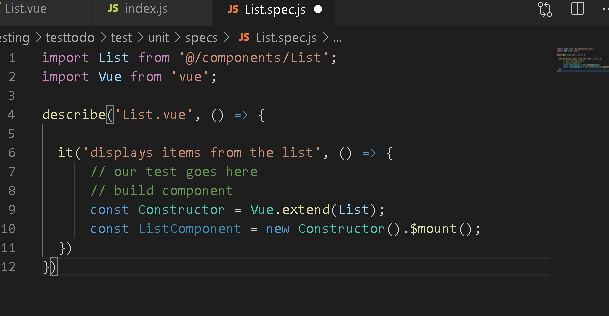 List.vue
JS index.js
JS List.spec.js
esting > testtodo > test > unit > specs > JS List.spec.js > ...
1 import List from '@/components/List';
2 import Vue from 'vue';
3
4 describe('List.vue', () => {
5
6 it('displays items from the list', () => {
7 // our test goes here
8 // build component
9 const Constructor = Vue.extend(List);
10 const ListComponent = new Constructor().$mount();
11 })
12 })